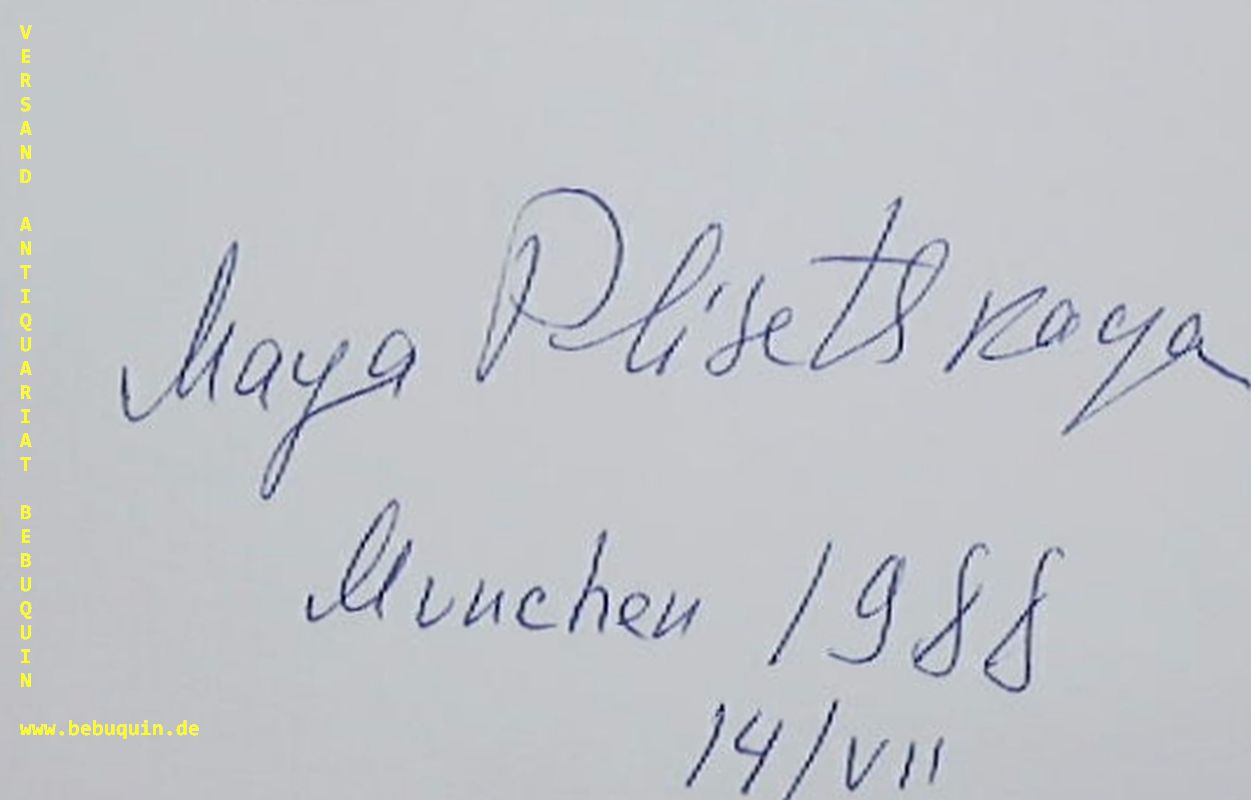 VERSAND ANTIQUARIAT BEBUQUIN
www.bebuquin.de
Maya Plisetskaya
Munchen 1988
14/VII